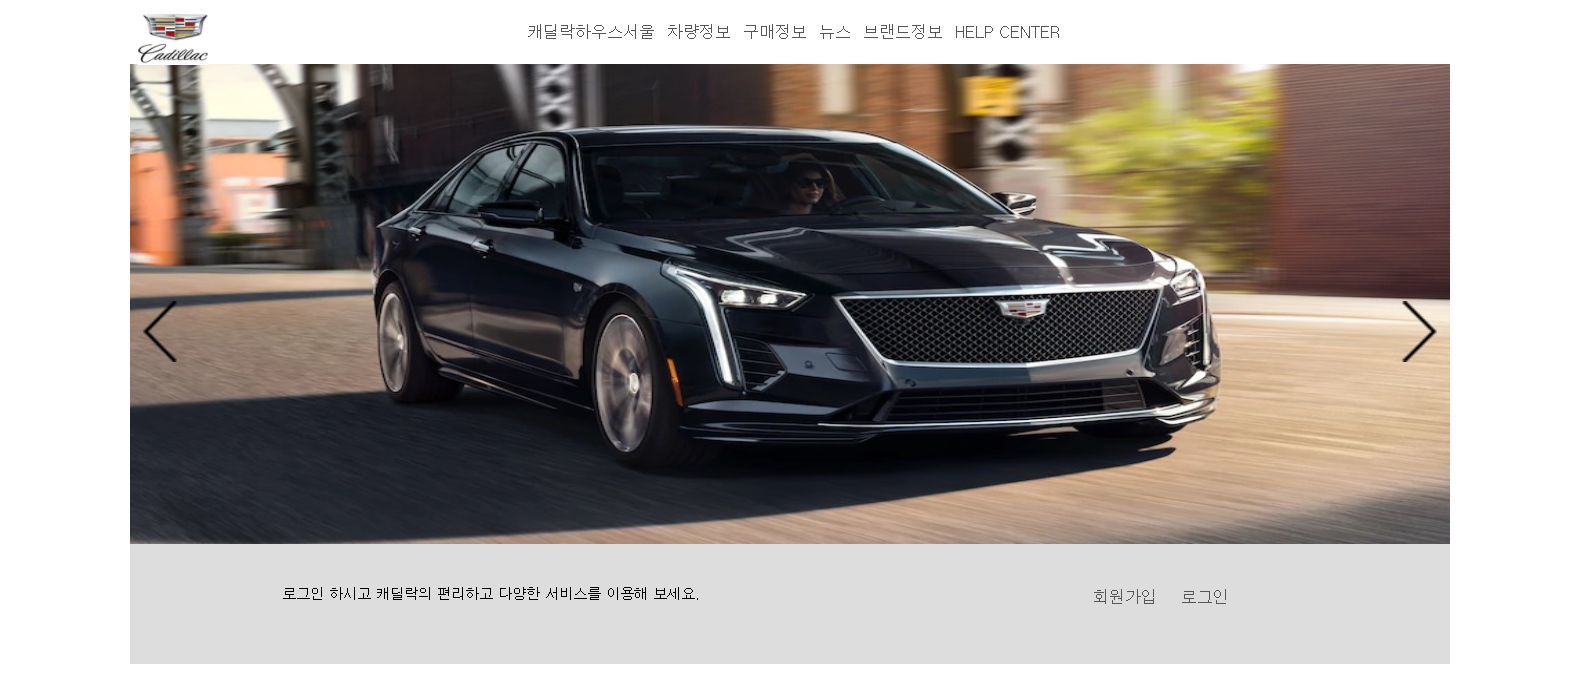 Cadillac
캐딜락하우스서울 차량정보 구매정보 뉴스 브랜드정보 HELP CENTER
로그인 하시고 캐딜락의 편리하고 다양한 서비스를 이용해 보세요.
회원가입 로그인